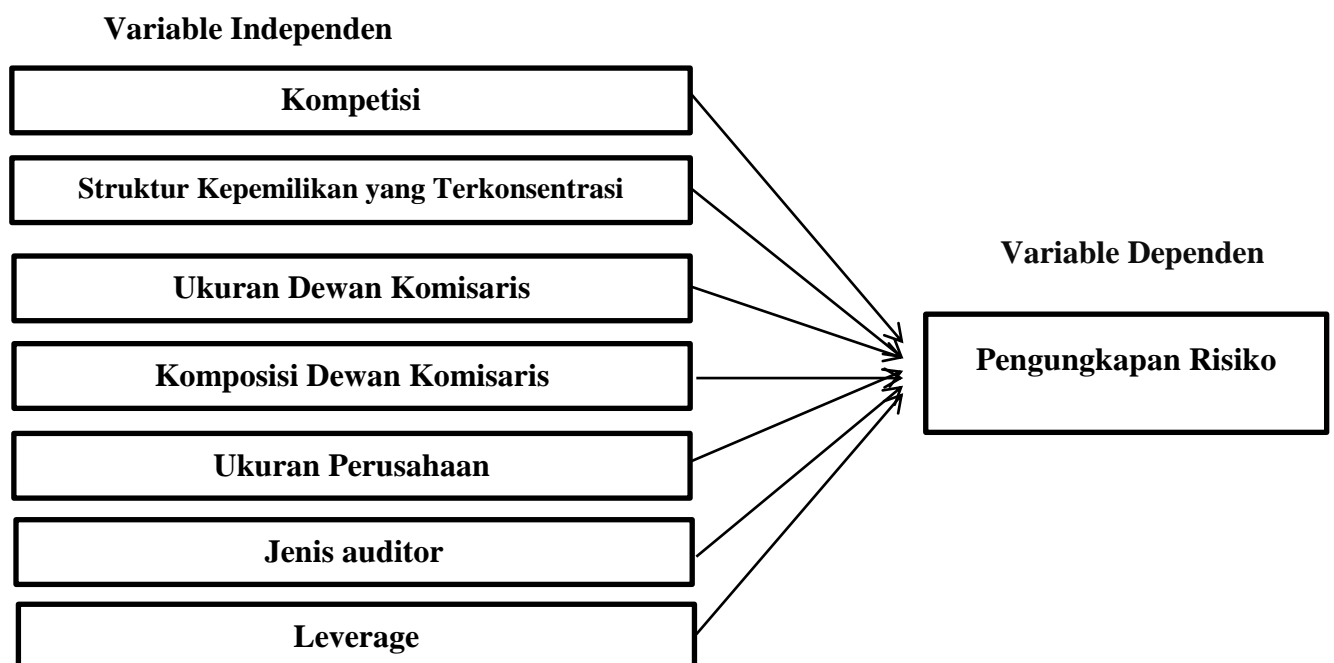 Variable Independen
Kompetisi
Struktur Kepemilikan yang Terkonsentrasi
Ukuran Dewan Komisaris
Komposisi Dewan Komisaris
Ukuran Perusahaan
Jenis auditor
Leverage
Variable Dependen
Pengungkapan Risiko